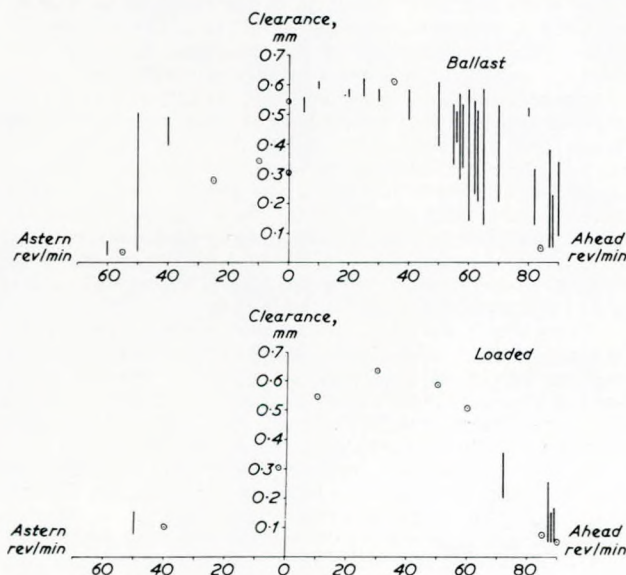 Clearance,
mm
0·7
0·6
0·5
0·4
0·3
0·2
0·1
Ballast
Astern
rev/min
Ahead
rev/min
60 40 20 0 20 40 60 80
Clearance,
mm
0·7
0·6
0·5
0·4
0·3
0·2
0·1
Loaded
Astern
rev/min
Ahead
rev/min
60 40 20 0 20 40 60 80